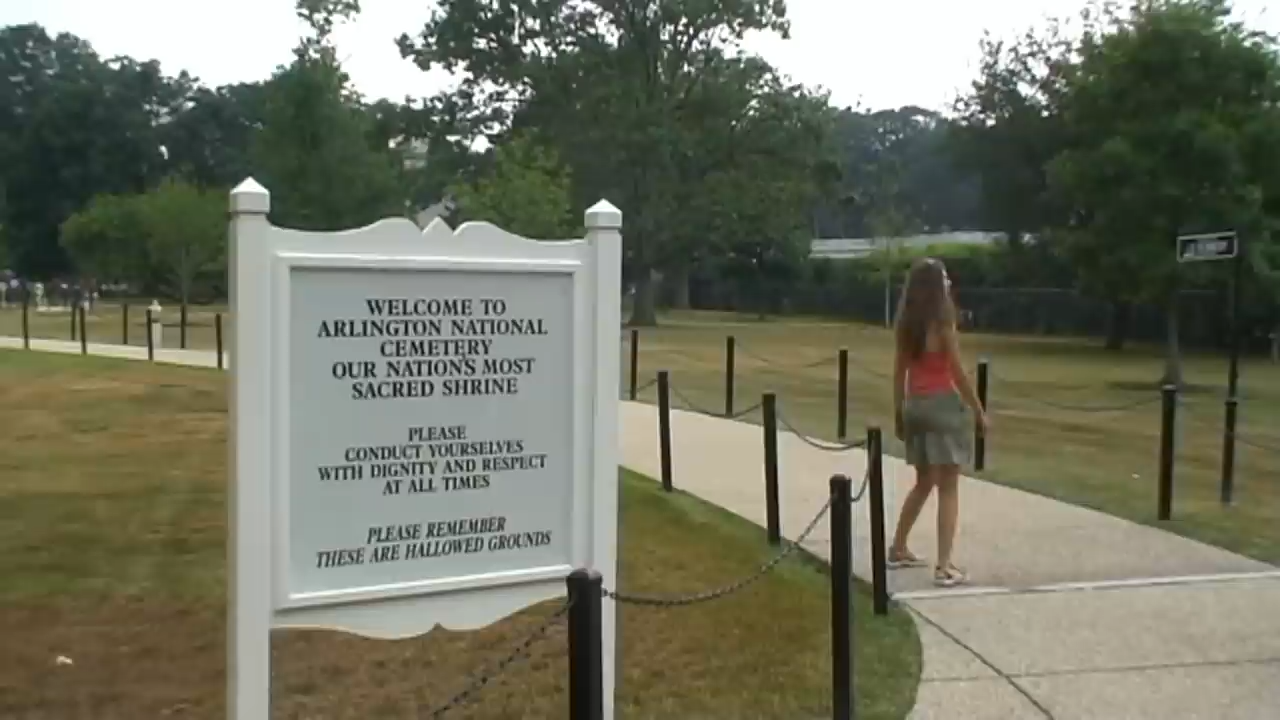 WELCOME TO
ARLINGTON NATIONAL
CEMETERY
OUR NATION'S MOST
SACRED SHRINE
PLEASE
CONDUCT YOURSELVES
WITH DIGNITY AND RESPECT
AT ALL TIMES
PLEASE REMEMBER
THESE ARE HALLOWED GROUNDS